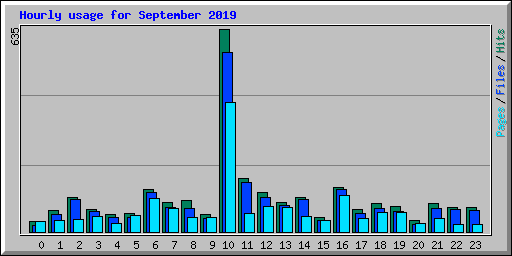 Hourly usage for September 2019
635
0 1 2 3 4 5 6 7 8 9 10 11 12 13 14 15 16 17 18 19 20 21 22 23
Pages/Files/Hits